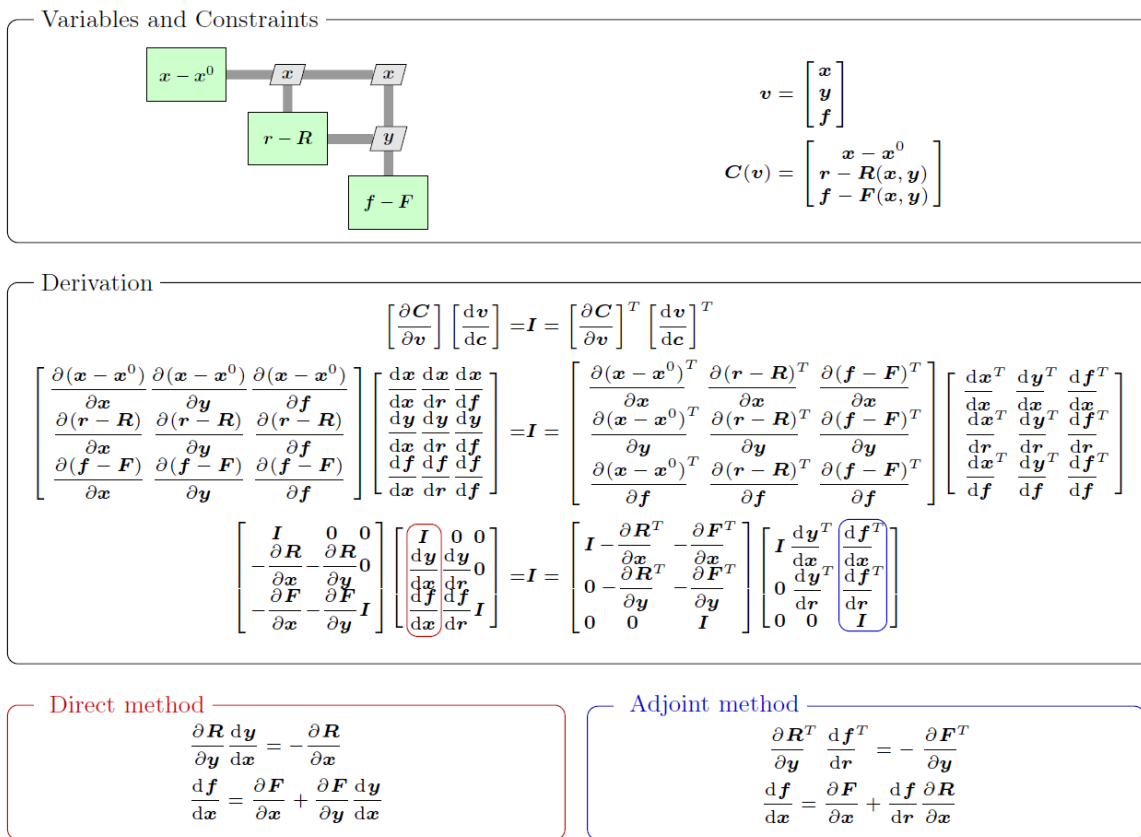 Variables and Constraints
x − x⁰ x x
r − R y
f − F
v = [ x ; y ; f ]
C(v) = [ x − x⁰ ; r − R(x, y) ; f − F(x, y) ]
Derivation
[∂C/∂v] [dv/dc] = I = [∂C/∂v]ᵀ [dv/dc]ᵀ
[ ∂(x − x⁰)/∂x ∂(x − x⁰)/∂y ∂(x − x⁰)/∂f ; ∂(r − R)/∂x ∂(r − R)/∂y ∂(r − R)/∂f ; ∂(f − F)/∂x ∂(f − F)/∂y ∂(f − F)/∂f ] [ dx/dx dx/dr dx/df ; dy/dx dy/dr dy/df ; df/dx df/dr df/df ] = I = [ ∂(x − x⁰)ᵀ/∂x ∂(r − R)ᵀ/∂x ∂(f − F)ᵀ/∂x ; ∂(x − x⁰)ᵀ/∂y ∂(r − R)ᵀ/∂y ∂(f − F)ᵀ/∂y ; ∂(x − x⁰)ᵀ/∂f ∂(r − R)ᵀ/∂f ∂(f − F)ᵀ/∂f ] [ dxᵀ/dx dyᵀ/dx dfᵀ/dx ; dxᵀ/dr dyᵀ/dr dfᵀ/dr ; dxᵀ/df dyᵀ/df dfᵀ/df ]
[ I 0 0 ; −∂R/∂x −∂R/∂y 0 ; −∂F/∂x −∂F/∂y I ] [ I 0 0 ; dy/dx dy/dr 0 ; df/dx df/dr I ] = I = [ I −∂Rᵀ/∂x −∂Fᵀ/∂x ; 0 −∂Rᵀ/∂y −∂Fᵀ/∂y ; 0 0 I ] [ I dyᵀ/dx dfᵀ/dx ; 0 dyᵀ/dr dfᵀ/dr ; 0 0 I ]
Direct method
∂R/∂y dy/dx = −∂R/∂x
df/dx = ∂F/∂x + ∂F/∂y dy/dx
Adjoint method
∂Rᵀ/∂y dfᵀ/dr = − ∂Fᵀ/∂y
df/dx = ∂F/∂x + df/dr ∂R/∂x